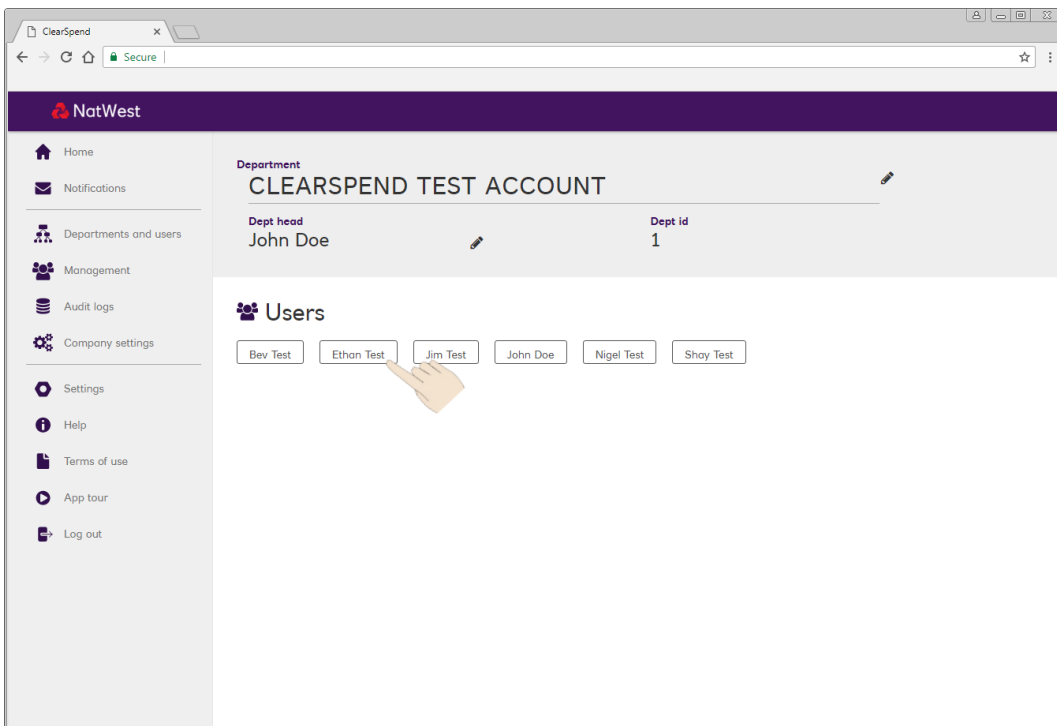 ClearSpend
Secure
NatWest
Home
Notifications
Departments and users
Management
Audit logs
Company settings
Settings
Help
Terms of use
App tour
Log out
Department
CLEARSPEND TEST ACCOUNT
Dept head
Dept id
John Doe
1
Users
Bev Test Ethan Test Jim Test John Doe Nigel Test Shay Test